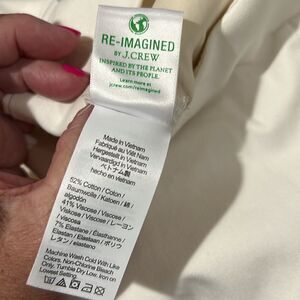 RE-IMAGINED
BY J.CREW
INSPIRED BY THE PLANET
AND ITS PEOPLE.
Learn more at
jcrew.com/reimagined
Made in Vietnam
Fabriqué au Viêt Nam
Hergestellt in Vietnam
Vervaardigd in Vietnam
ベトナム製
hecho en vietnam
52% Cotton / Coton /
Baumwolle / Katoen / 綿 /
algodón
41% Viscose / Viscose /
Viskose / Viscose / レーヨン /
viscosa
7% Elastane / Élasthanne /
Elastan / Elastaan / ポリウ
レタン / elastano
Machine Wash Cold With Like
Colors. Non-Chlorine Bleach
Only. Tumble Dry Low. Iron on
Lowest Setting.